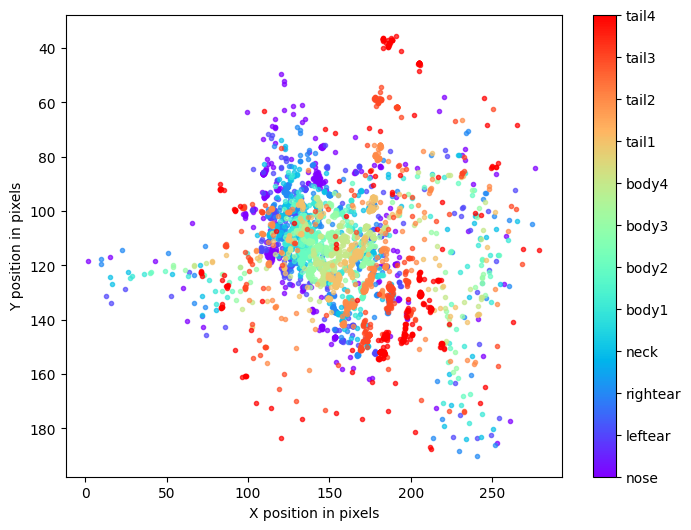 40
60
80
100
120
140
160
180
0
50
100
150
200
250
X position in pixels
Y position in pixels
tail4
tail3
tail2
tail1
body4
body3
body2
body1
neck
rightear
leftear
nose